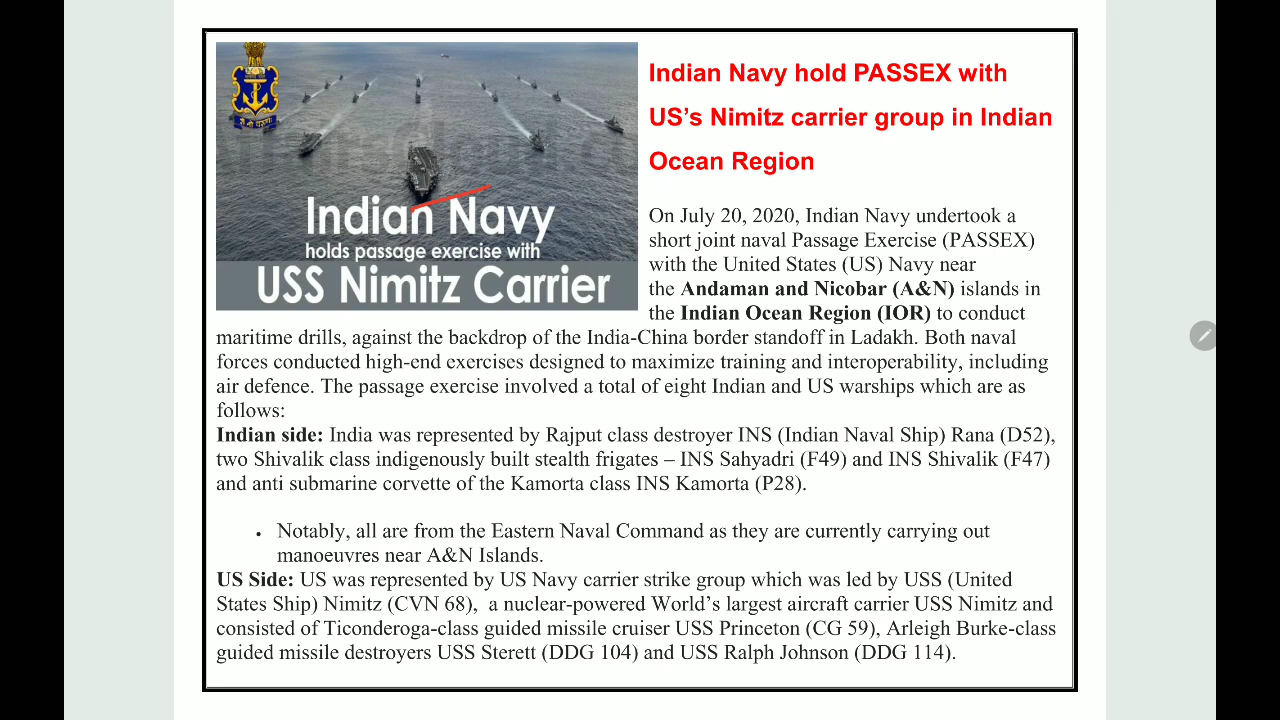 Indian Navy
holds passage exercise with
USS Nimitz Carrier
Indian Navy hold PASSEX with
US’s Nimitz carrier group in Indian
Ocean Region
On July 20, 2020, Indian Navy undertook a
short joint naval Passage Exercise (PASSEX)
with the United States (US) Navy near
the Andaman and Nicobar (A&N) islands in
the Indian Ocean Region (IOR) to conduct
maritime drills, against the backdrop of the India-China border standoff in Ladakh. Both naval
forces conducted high-end exercises designed to maximize training and interoperability, including
air defence. The passage exercise involved a total of eight Indian and US warships which are as
follows:
Indian side: India was represented by Rajput class destroyer INS (Indian Naval Ship) Rana (D52),
two Shivalik class indigenously built stealth frigates – INS Sahyadri (F49) and INS Shivalik (F47)
and anti submarine corvette of the Kamorta class INS Kamorta (P28).
• Notably, all are from the Eastern Naval Command as they are currently carrying out
manoeuvres near A&N Islands.
US Side: US was represented by US Navy carrier strike group which was led by USS (United
States Ship) Nimitz (CVN 68), a nuclear-powered World’s largest aircraft carrier USS Nimitz and
consisted of Ticonderoga-class guided missile cruiser USS Princeton (CG 59), Arleigh Burke-class
guided missile destroyers USS Sterett (DDG 104) and USS Ralph Johnson (DDG 114).